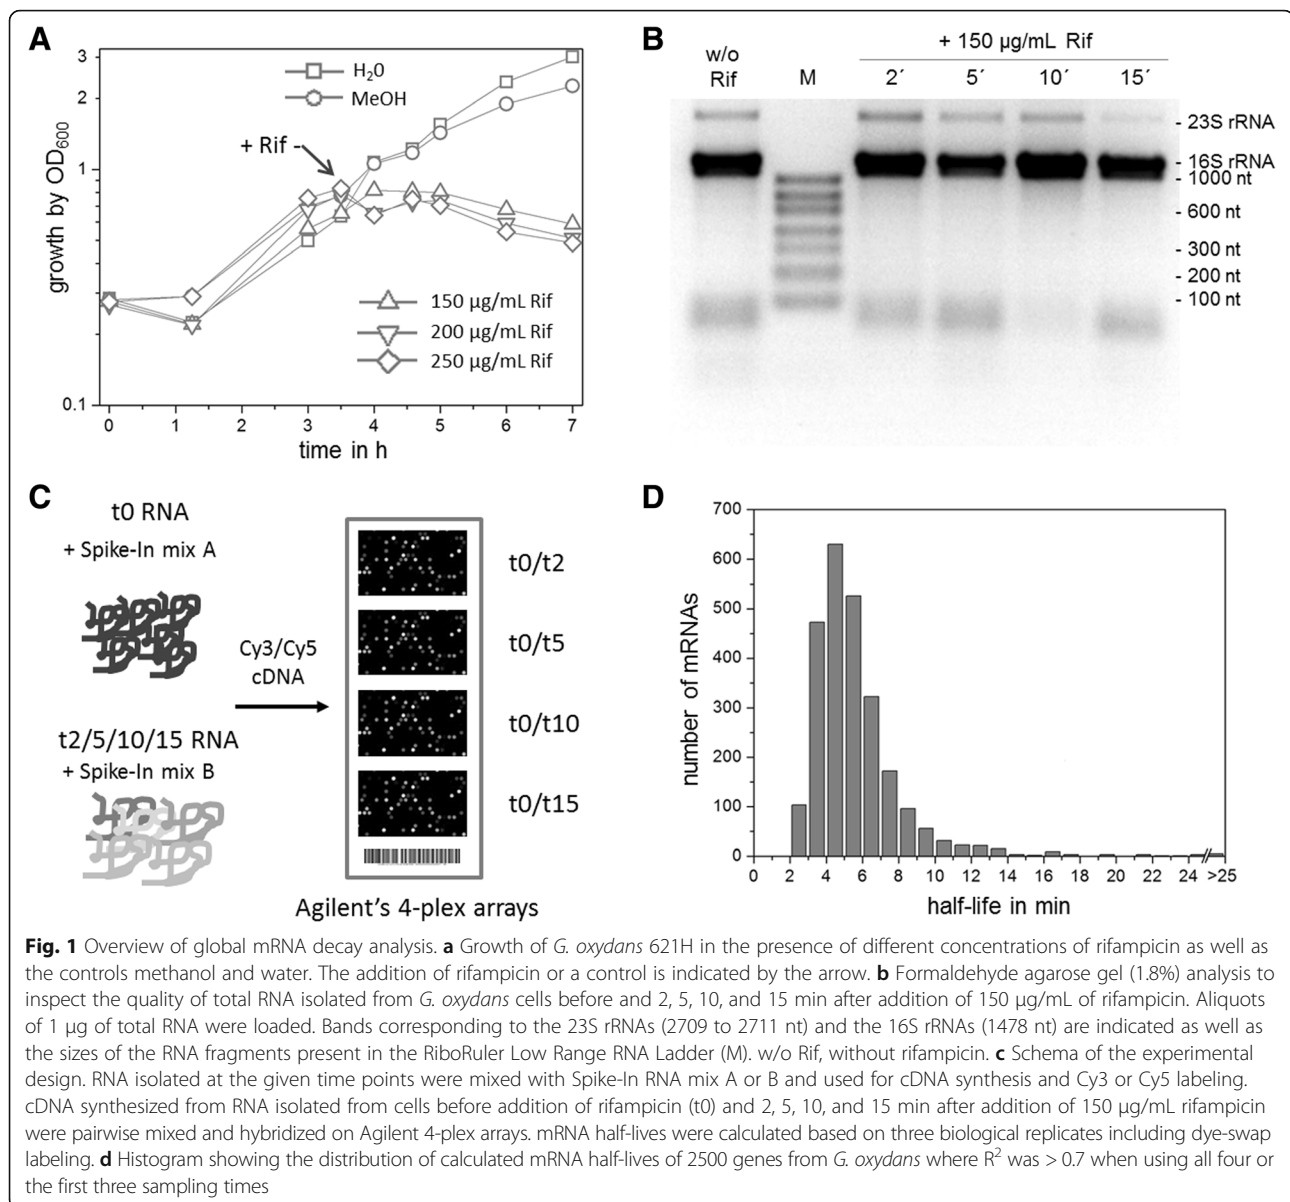 A
growth by OD600
3
2
1
0.1
H2O
MeOH
+ Rif -
150 µg/mL Rif
200 µg/mL Rif
250 µg/mL Rif
0 1 2 3 4 5 6 7
time in h
B
+ 150 µg/mL Rif
w/o
Rif
M
2´ 5´ 10´ 15´
- 23S rRNA
- 16S rRNA
- 1000 nt
- 600 nt
- 300 nt
- 200 nt
- 100 nt
C
t0 RNA
+ Spike-In mix A
t2/5/10/15 RNA
+ Spike-In mix B
Cy3/Cy5
cDNA
t0/t2
t0/t5
t0/t10
t0/t15
Agilent's 4-plex arrays
D
number of mRNAs
700
600
500
400
300
200
100
0
0 2 4 6 8 10 12 14 16 18 20 22 24 >25
half-life in min
Fig. 1 Overview of global mRNA decay analysis. a Growth of G. oxydans 621H in the presence of different concentrations of rifampicin as well as
the controls methanol and water. The addition of rifampicin or a control is indicated by the arrow. b Formaldehyde agarose gel (1.8%) analysis to
inspect the quality of total RNA isolated from G. oxydans cells before and 2, 5, 10, and 15 min after addition of 150 µg/mL of rifampicin. Aliquots
of 1 µg of total RNA were loaded. Bands corresponding to the 23S rRNAs (2709 to 2711 nt) and the 16S rRNAs (1478 nt) are indicated as well as
the sizes of the RNA fragments present in the RiboRuler Low Range RNA Ladder (M). w/o Rif, without rifampicin. c Schema of the experimental
design. RNA isolated at the given time points were mixed with Spike-In RNA mix A or B and used for cDNA synthesis and Cy3 or Cy5 labeling.
cDNA synthesized from RNA isolated from cells before addition of rifampicin (t0) and 2, 5, 10, and 15 min after addition of 150 µg/mL rifampicin
were pairwise mixed and hybridized on Agilent 4-plex arrays. mRNA half-lives were calculated based on three biological replicates including dye-swap
labeling. d Histogram showing the distribution of calculated mRNA half-lives of 2500 genes from G. oxydans where R2 was > 0.7 when using all four or
the first three sampling times